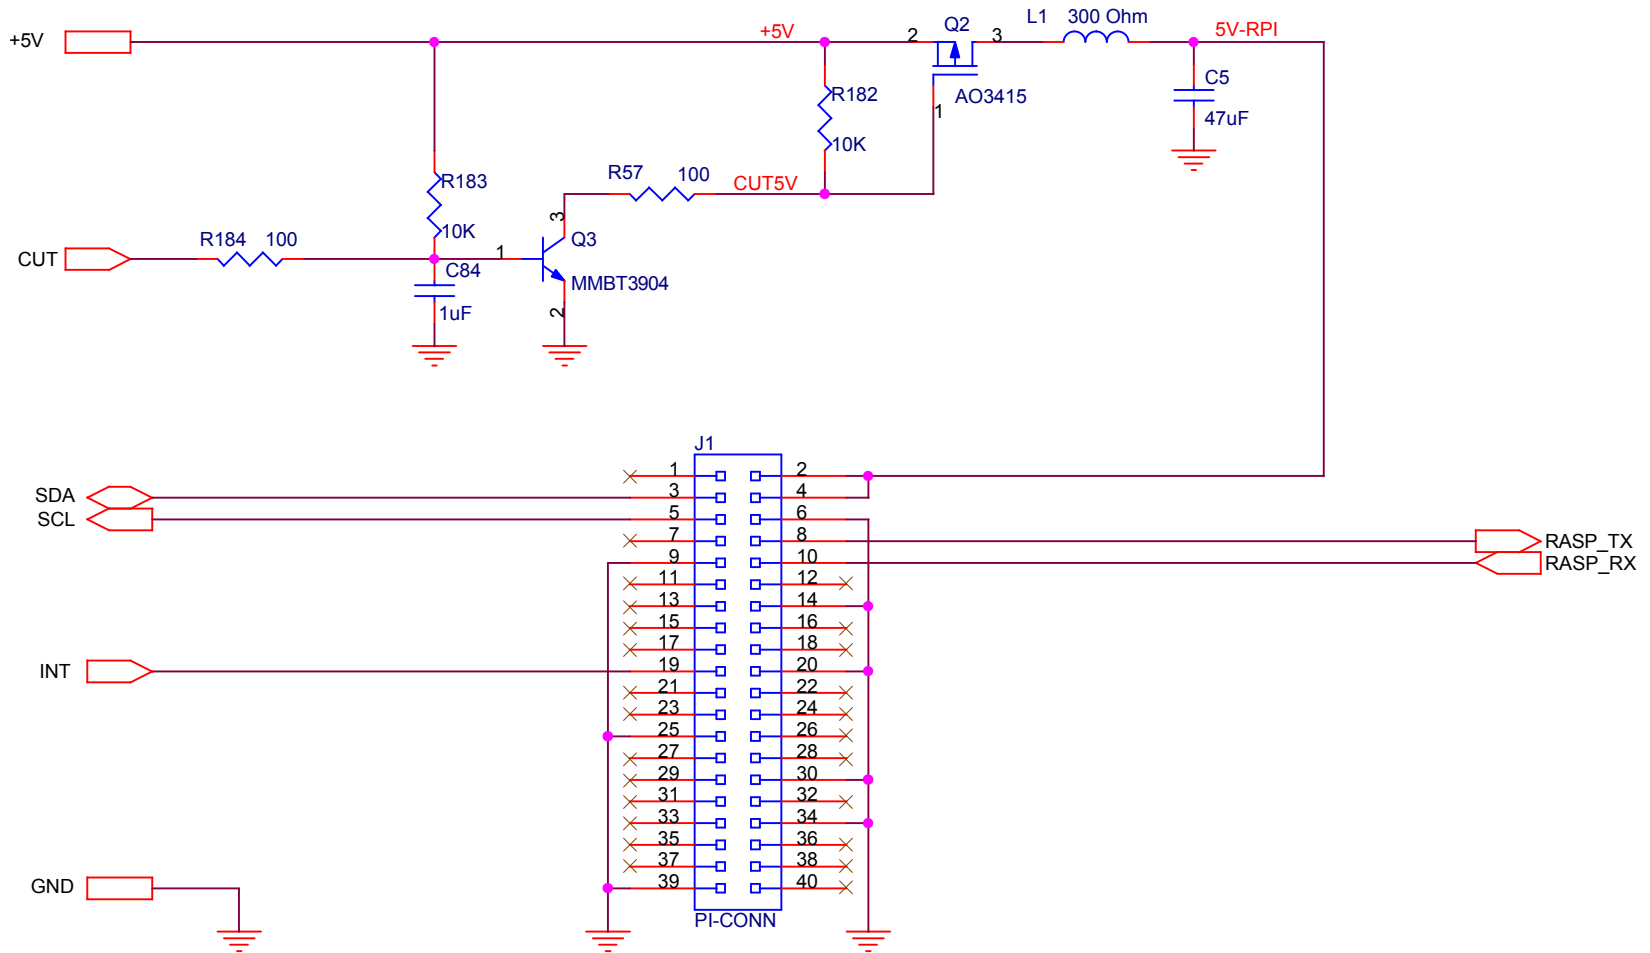 L1 300 Ohm
Q2
+5V
+5V
2
3
5V-RPI
C5
R182
AO3415
1
47uF
10K
R57 100
CUT5V
R183
3
10K
Q3
R184 100
1
CUT
C84
MMBT3904
1uF
2
J1
1 2
SDA
3 4
SCL
5 6
7 8
RASP_TX
9 10
RASP_RX
11 12
13 14
15 16
17 18
INT
19 20
21 22
23 24
25 26
27 28
29 30
31 32
33 34
35 36
37 38
GND
39 40
PI-CONN